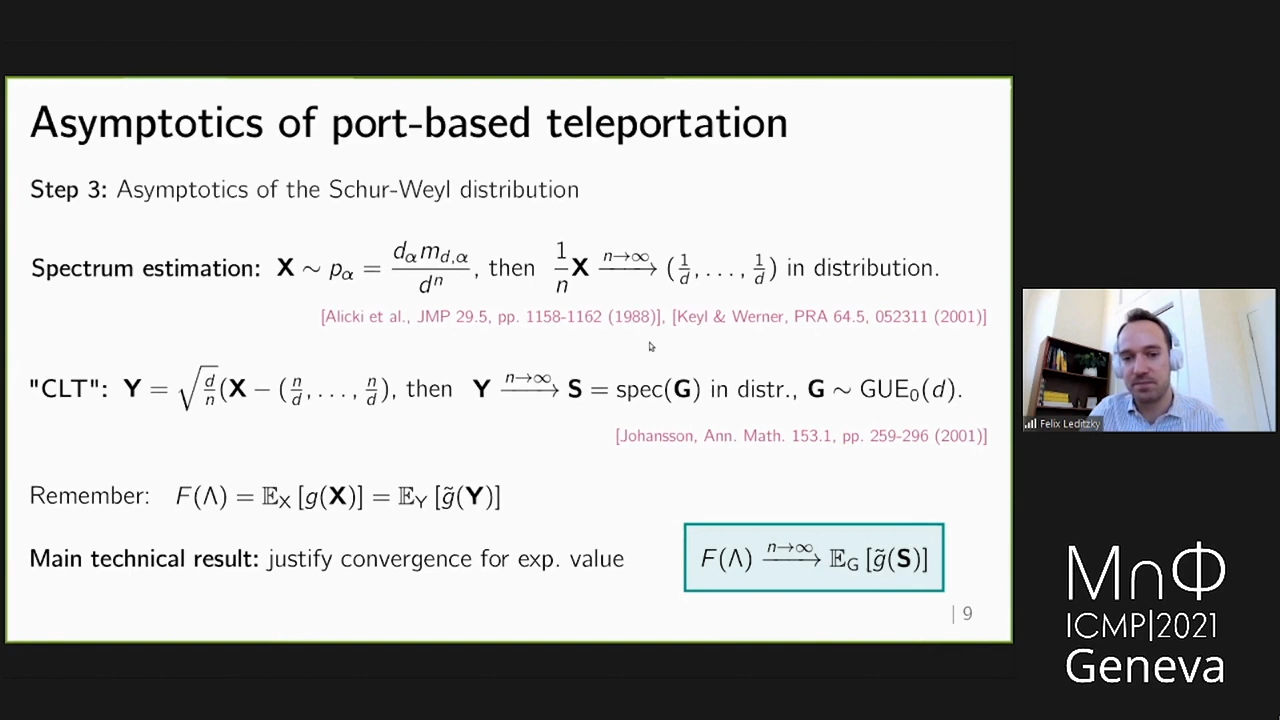 Asymptotics of port-based teleportation
Step 3: Asymptotics of the Schur-Weyl distribution
Spectrum estimation: X ∼ p_α = d_α m_{d,α} / d^n , then 1/n X —n→∞→ (1/d, . . . , 1/d) in distribution.
[Alicki et al., JMP 29.5, pp. 1158-1162 (1988)], [Keyl & Werner, PRA 64.5, 052311 (2001)]
"CLT": Y = √(d/n) (X − (n/d, . . . , n/d), then Y —n→∞→ S = spec(G) in distr., G ∼ GUE₀(d).
[Johansson, Ann. Math. 153.1, pp. 259-296 (2001)]
Remember: F(Λ) = 𝔼_X [g(X)] = 𝔼_Y [g̃(Y)]
Main technical result: justify convergence for exp. value
F(Λ) —n→∞→ 𝔼_G [g̃(S)]
| 9
Felix Leditzky
M∩Φ
ICMP|2021
Geneva